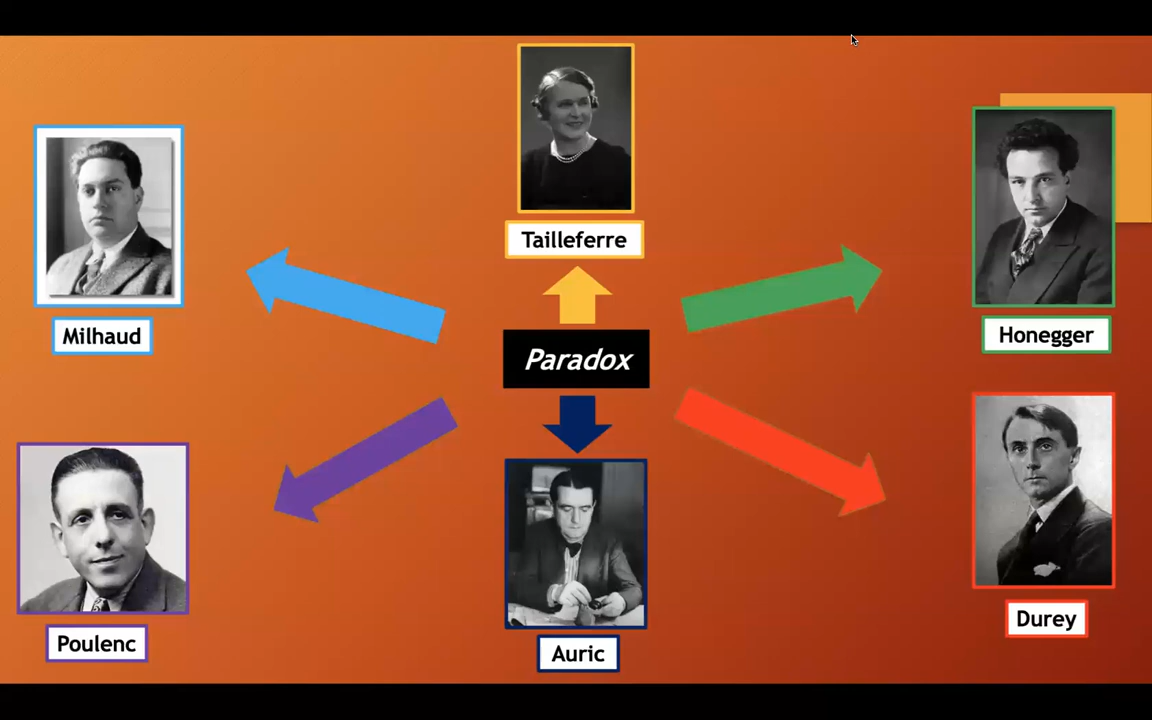 Tailleferre
Milhaud
Honegger
Paradox
Poulenc
Auric
Durey